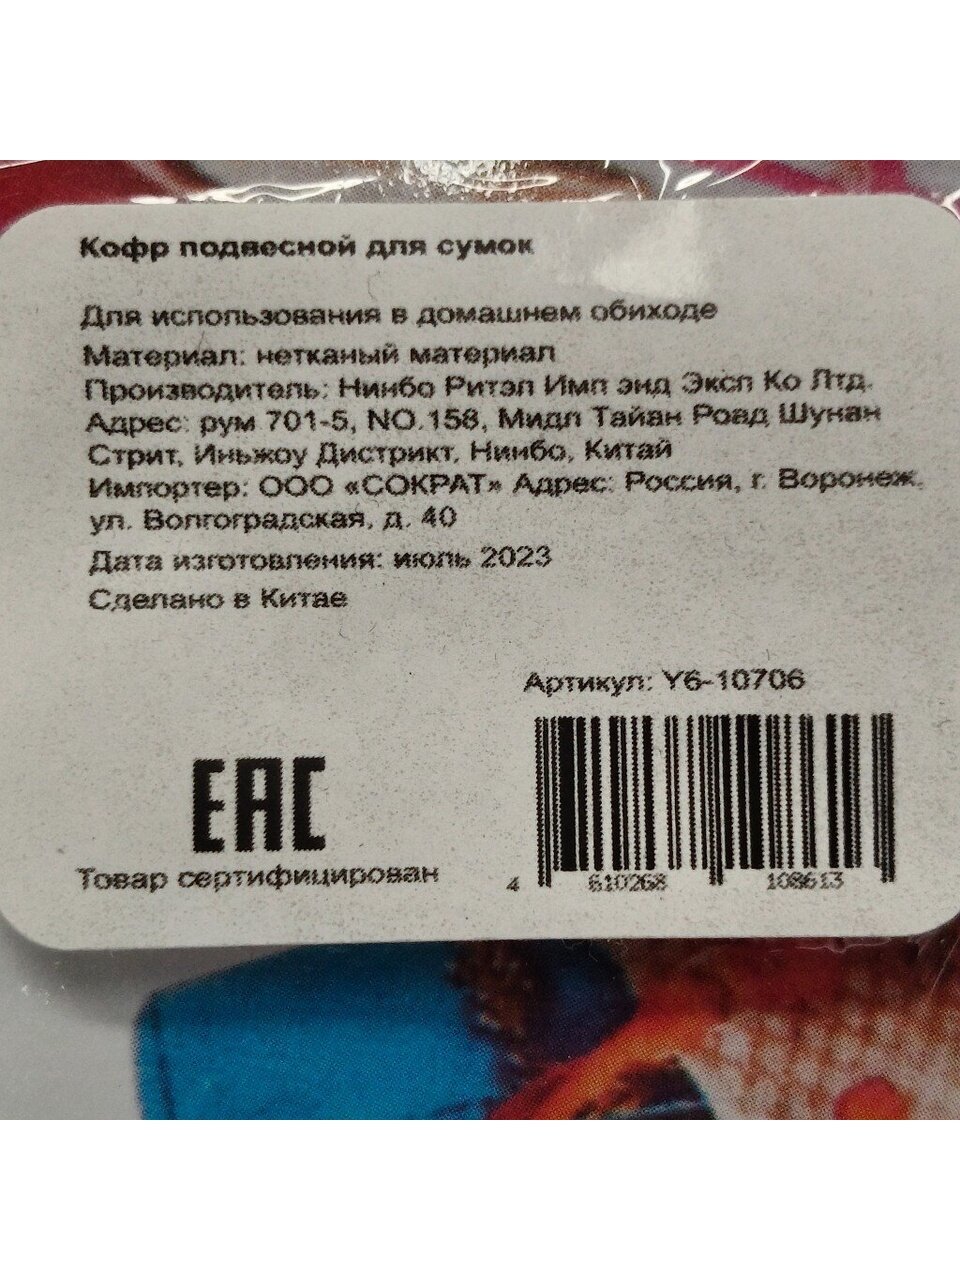 Кофр подвесной для сумок
Для использования в домашнем обиходе
Материал: нетканый материал
Производитель: Нинбо Ритэл Имп энд Эксп Ко Лтд.
Адрес: рум 701-5, NO.158, Мидл Тайан Роад Шунан
Стрит, Иньжоу Дистрикт, Нинбо, Китай
Импортер: ООО «СОКРАТ» Адрес: Россия, г. Воронеж,
ул. Волгоградская, д. 40
Дата изготовления: июль 2023
Сделано в Китае
Артикул: Y6-10706
EAC
Товар сертифицирован
4 610268 108613